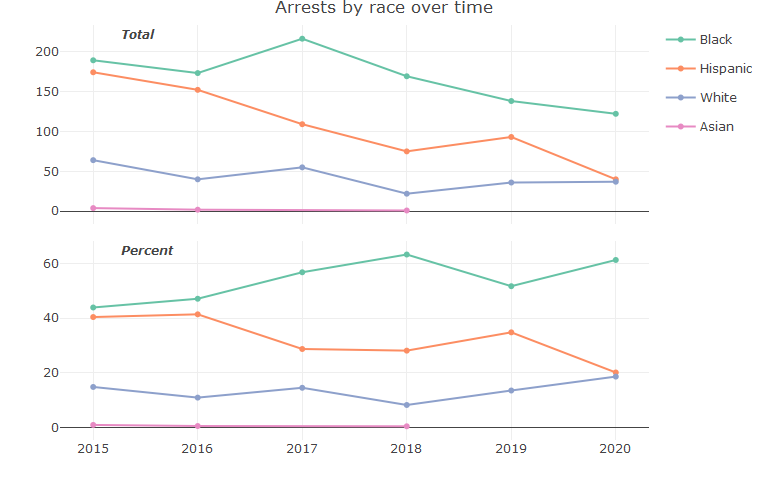 Arrests by race over time
Total
200
150
100
50
0
Black
Hispanic
White
Asian
Percent
60
40
20
0
2015 2016 2017 2018 2019 2020